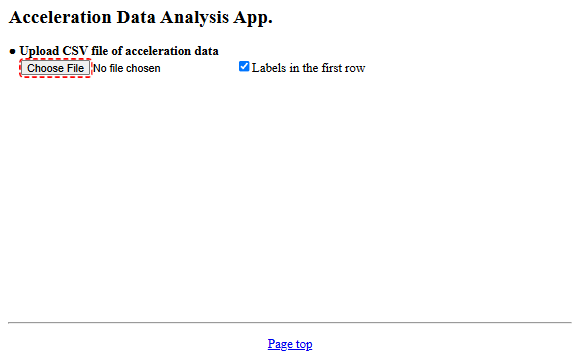 Acceleration Data Analysis App.
● Upload CSV file of acceleration data
Choose File No file chosen Labels in the first row
Page top